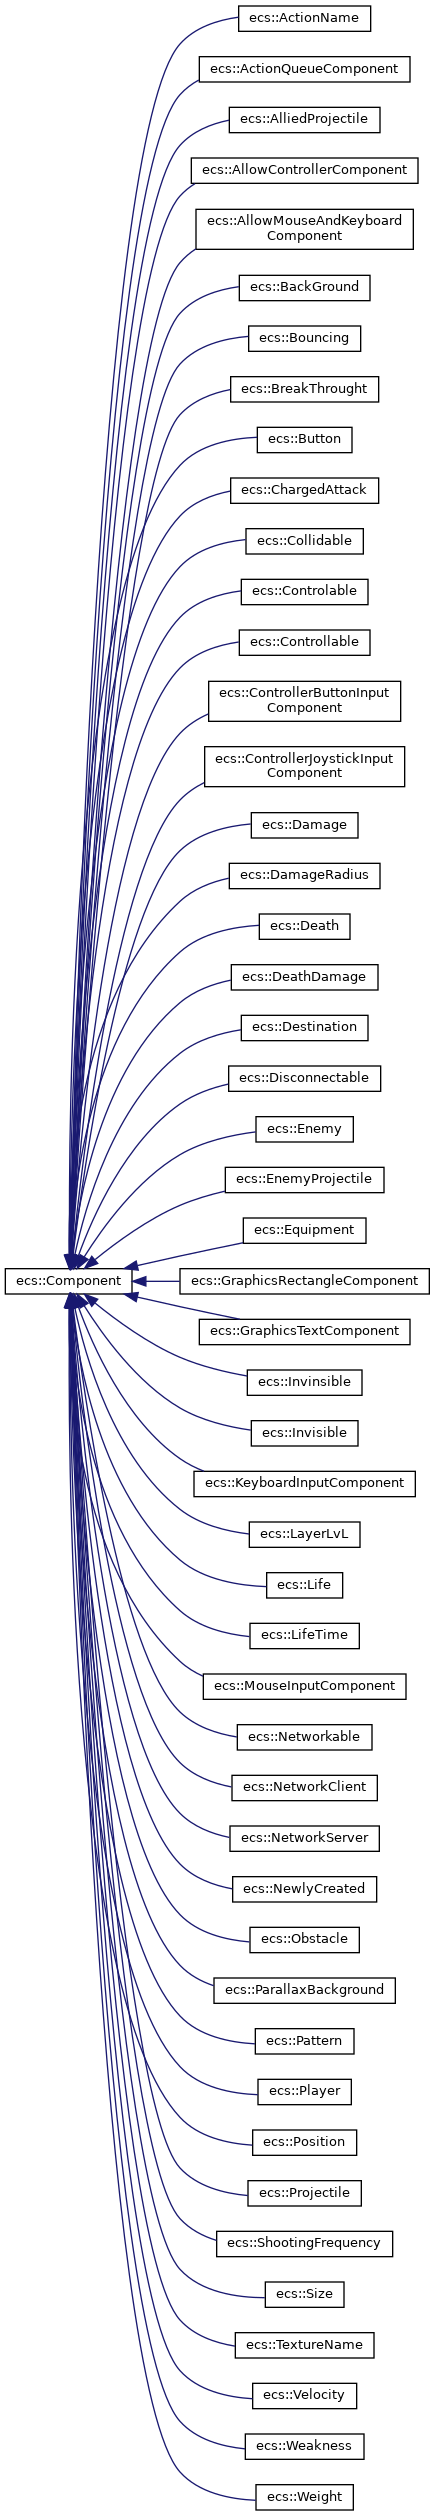 ecs::ActionName
ecs::ActionQueueComponent
ecs::AlliedProjectile
ecs::AllowControllerComponent
ecs::AllowMouseAndKeyboard
Component
ecs::BackGround
ecs::Bouncing
ecs::BreakThrought
ecs::Button
ecs::ChargedAttack
ecs::Collidable
ecs::Controlable
ecs::Controllable
ecs::ControllerButtonInput
Component
ecs::ControllerJoystickInput
Component
ecs::Damage
ecs::DamageRadius
ecs::Death
ecs::DeathDamage
ecs::Destination
ecs::Disconnectable
ecs::Enemy
ecs::EnemyProjectile
ecs::Equipment
ecs::Component
ecs::GraphicsRectangleComponent
ecs::GraphicsTextComponent
ecs::Invinsible
ecs::Invisible
ecs::KeyboardInputComponent
ecs::LayerLvL
ecs::Life
ecs::LifeTime
ecs::MouseInputComponent
ecs::Networkable
ecs::NetworkClient
ecs::NetworkServer
ecs::NewlyCreated
ecs::Obstacle
ecs::ParallaxBackground
ecs::Pattern
ecs::Player
ecs::Position
ecs::Projectile
ecs::ShootingFrequency
ecs::Size
ecs::TextureName
ecs::Velocity
ecs::Weakness
ecs::Weight